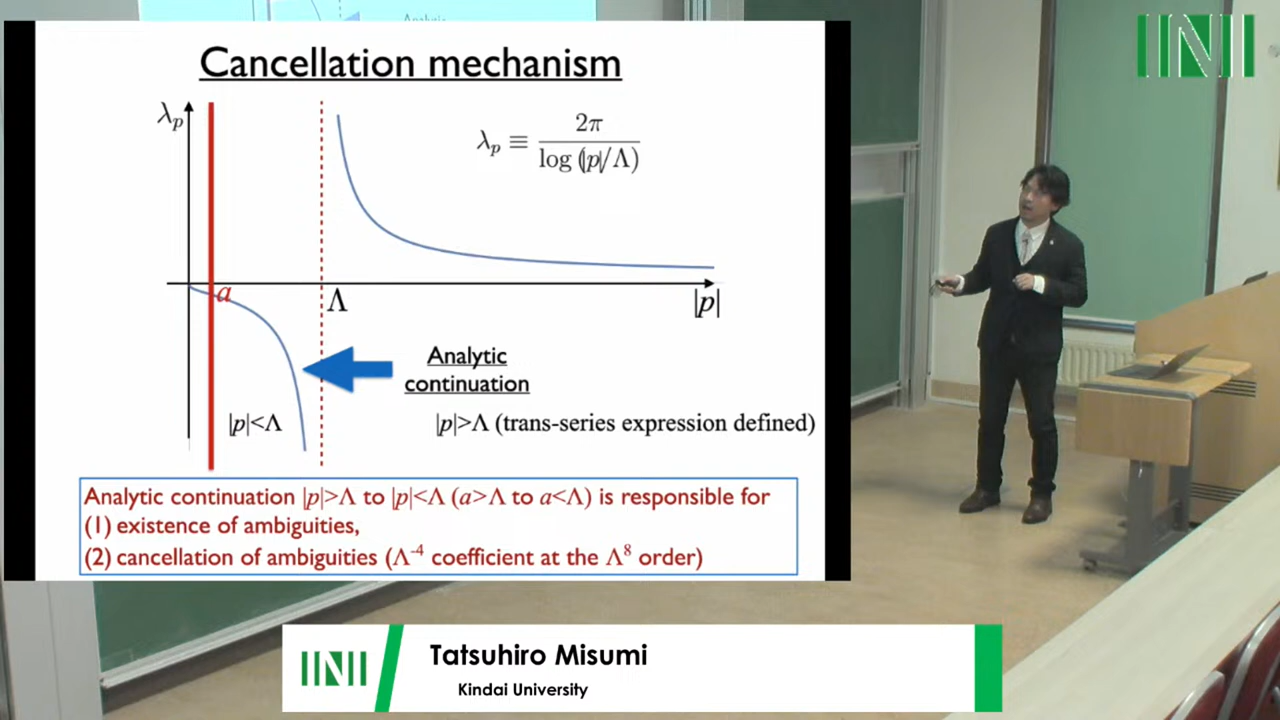 Analytic
Cancellation mechanism
λp
λp ≡ 2π / log (|p|/Λ)
a
Λ
|p|
Analytic
continuation
|p|<Λ
|p|>Λ (trans-series expression defined)
Analytic continuation |p|>Λ to |p|<Λ (a>Λ to a<Λ) is responsible for
(1) existence of ambiguities,
(2) cancellation of ambiguities (Λ⁻⁴ coefficient at the Λ⁸ order)
INI
INI
Tatsuhiro Misumi
Kindai University